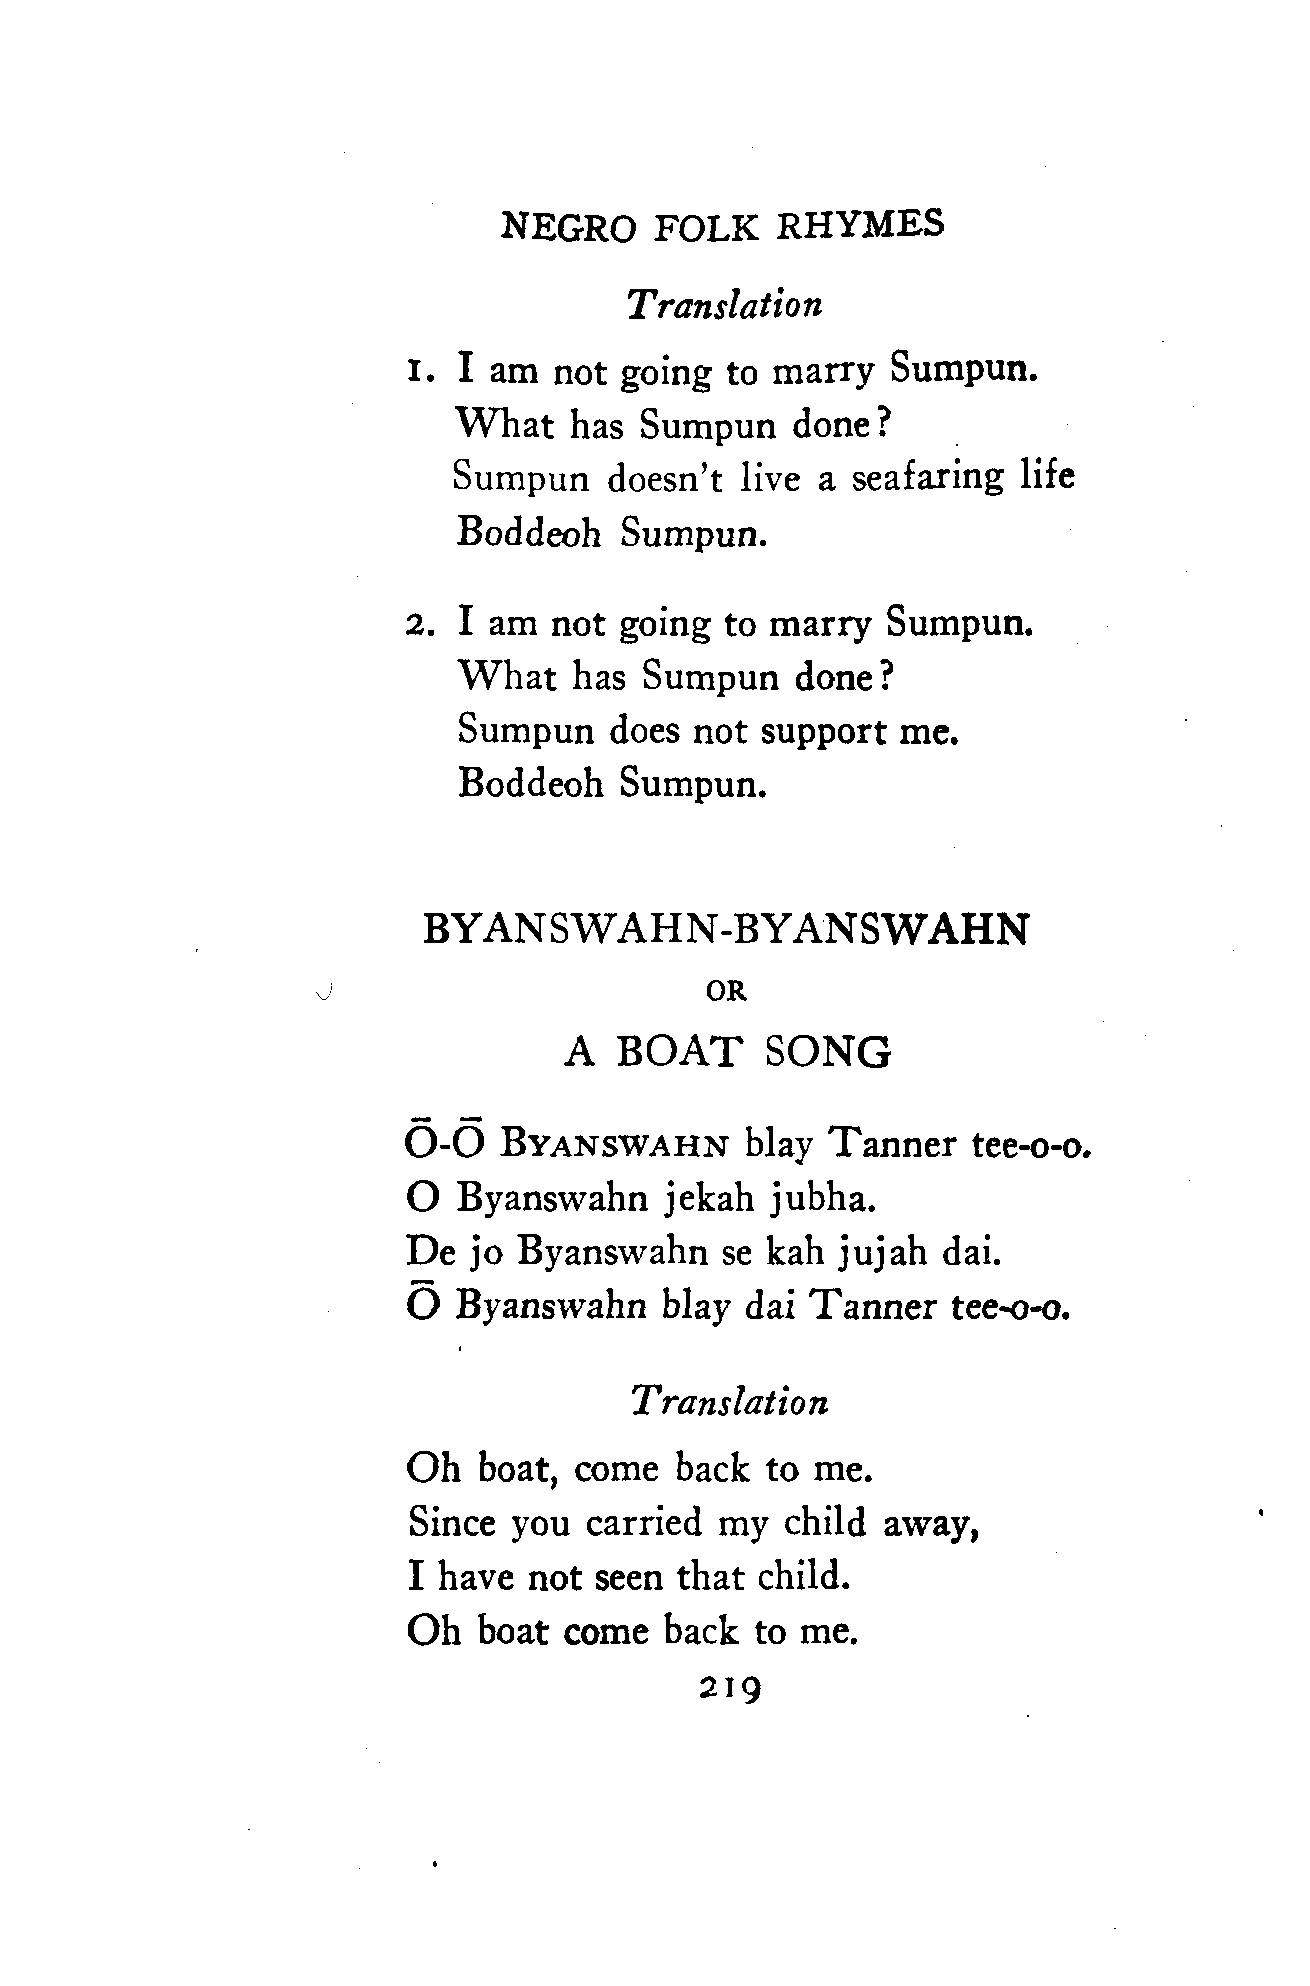 NEGRO FOLK RHYMES
Translation
1. I am not going to marry Sumpun.
What has Sumpun done?
Sumpun doesn't live a seafaring life
Boddeoh Sumpun.
2. I am not going to marry Sumpun.
What has Sumpun done?
Sumpun does not support me.
Boddeoh Sumpun.
BYANSWAHN-BYANSWAHN
OR
A BOAT SONG
Ō-Ō BYANSWAHN blay Tanner tee-o-o.
O Byanswahn jekah jubha.
De jo Byanswahn se kah jujah dai.
Ō Byanswahn blay dai Tanner tee-o-o.
Translation
Oh boat, come back to me.
Since you carried my child away,
I have not seen that child.
Oh boat come back to me.
219